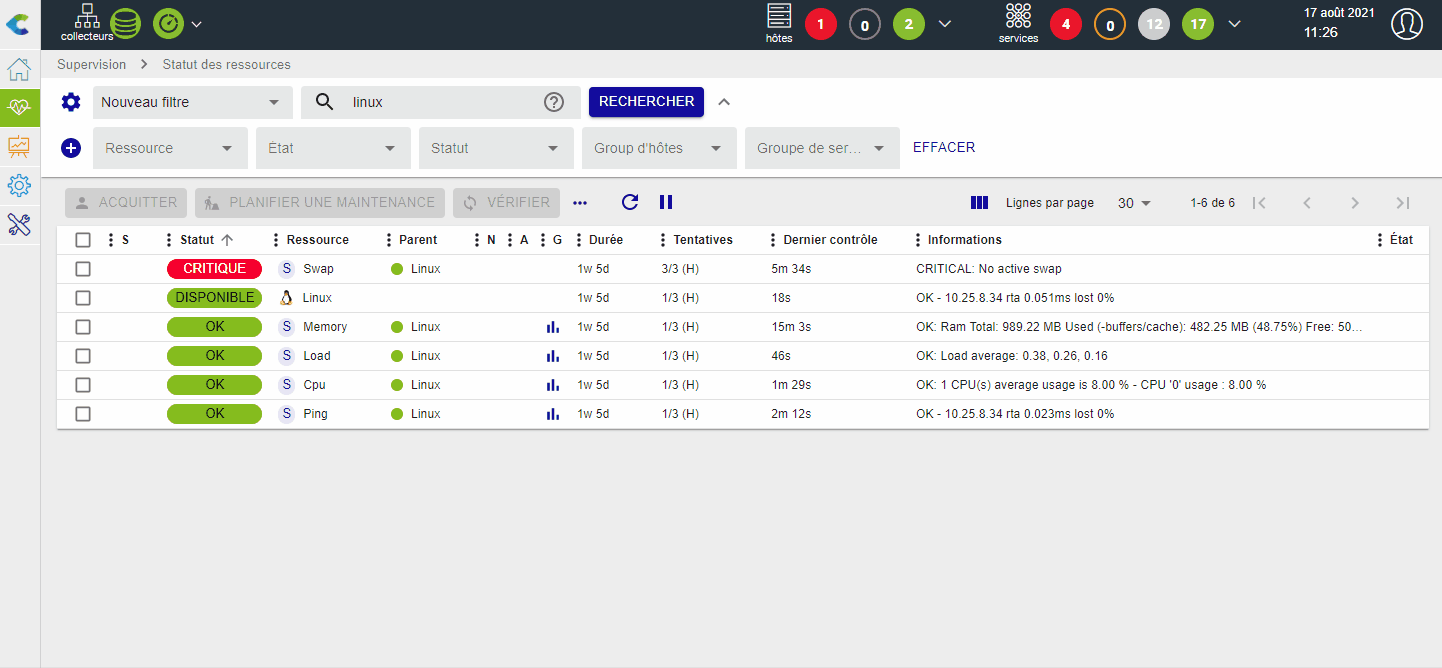 collecteurs
hôtes
1
0
2
services
4
0
12
17
17 août 2021
11:26
Supervision
Statut des ressources
Nouveau filtre
linux
?
RECHERCHER
Ressource
État
Statut
Group d'hôtes
Groupe de ser...
EFFACER
ACQUITTER
PLANIFIER UNE MAINTENANCE
VÉRIFIER
Lignes par page
30
1-6 de 6
S Statut Ressource Parent N A G Durée Tentatives Dernier contrôle Informations État
CRITIQUE S Swap Linux 1w 5d 3/3 (H) 5m 34s CRITICAL: No active swap
DISPONIBLE Linux 1w 5d 1/3 (H) 18s OK - 10.25.8.34 rta 0.051ms lost 0%
OK S Memory Linux 1w 5d 1/3 (H) 15m 3s OK: Ram Total: 989.22 MB Used (-buffers/cache): 482.25 MB (48.75%) Free: 50...
OK S Load Linux 1w 5d 1/3 (H) 46s OK: Load average: 0.38, 0.26, 0.16
OK S Cpu Linux 1w 5d 1/3 (H) 1m 29s OK: 1 CPU(s) average usage is 8.00 % - CPU '0' usage : 8.00 %
OK S Ping Linux 1w 5d 1/3 (H) 2m 12s OK - 10.25.8.34 rta 0.023ms lost 0%